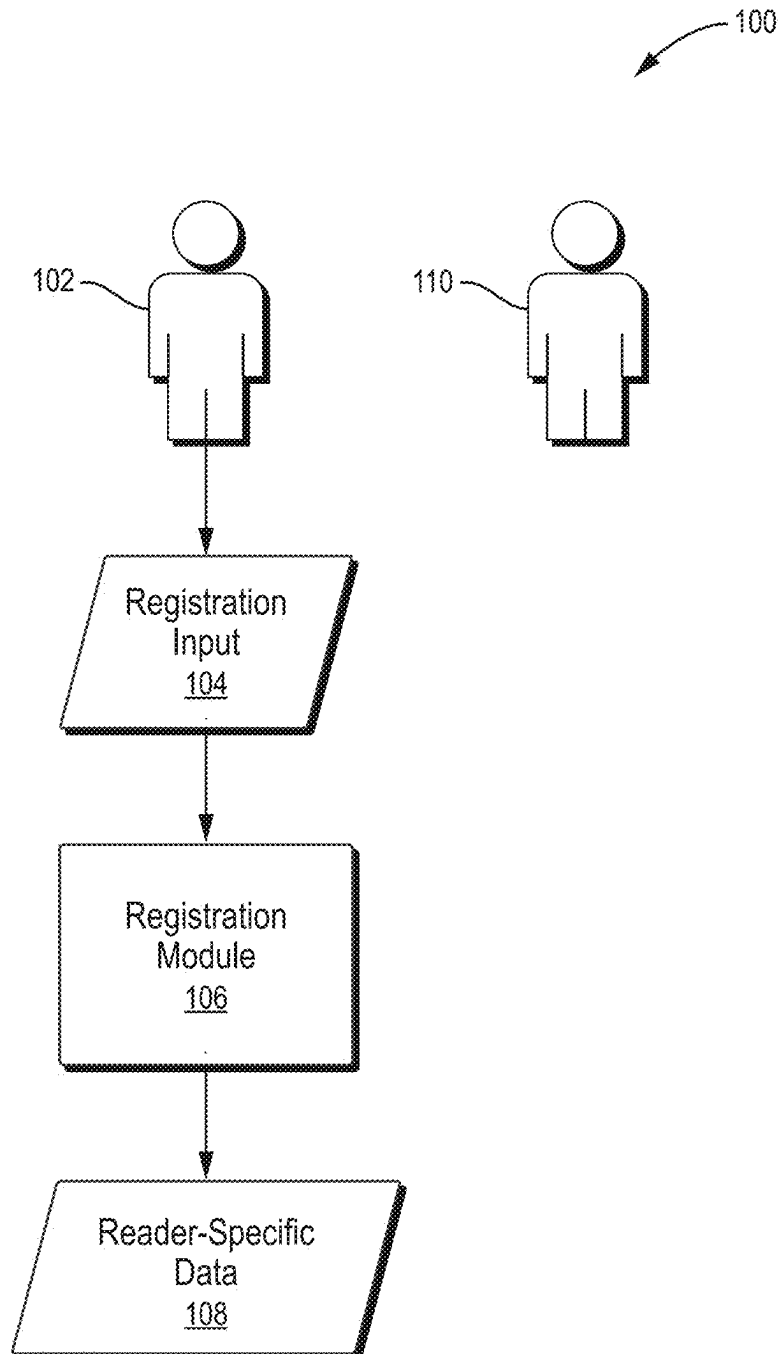 100
102
110
Registration
Input
104
Registration
Module
106
Reader-Specific
Data
108